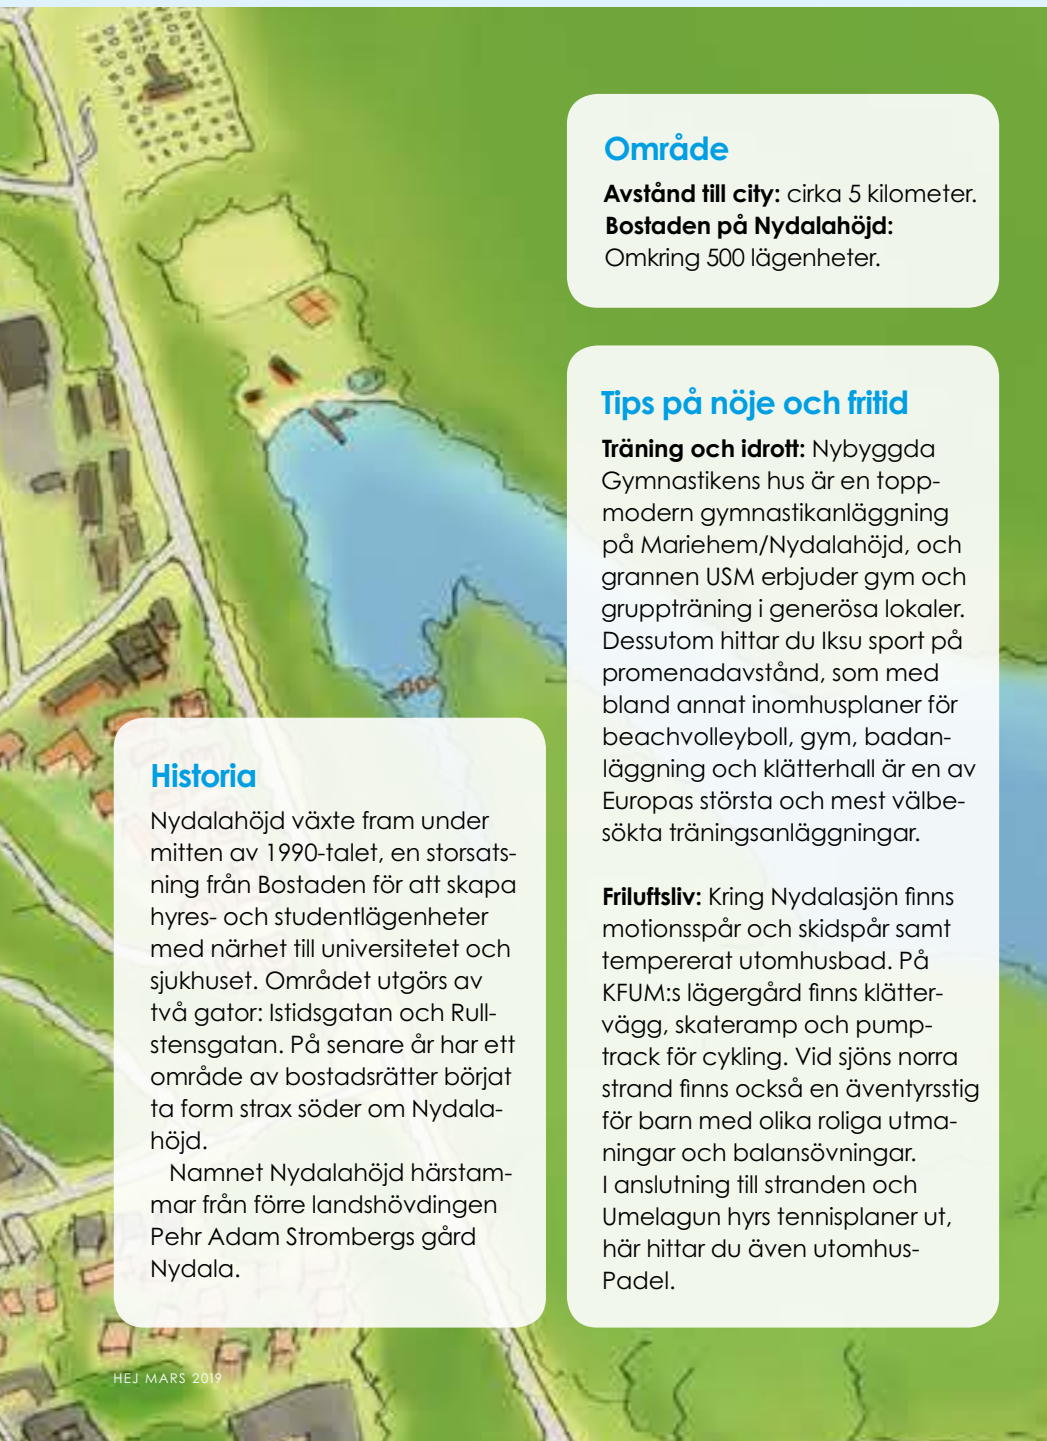 Område
Avstånd till city: cirka 5 kilometer.
Bostaden på Nydalahöjd:
Omkring 500 lägenheter.
Tips på nöje och fritid
Träning och idrott: Nybyggda
Gymnastikens hus är en topp-
modern gymnastikanläggning
på Mariehem/Nydalahöjd, och
grannen USM erbjuder gym och
gruppträning i generösa lokaler.
Dessutom hittar du Iksu sport på
promenadavstånd, som med
bland annat inomhusplaner för
beachvolleyboll, gym, badan-
läggning och klätterhall är en av
Europas största och mest välbe-
sökta träningsanläggningar.
Friluftsliv: Kring Nydalasjön finns
motionsspår och skidspår samt
tempererat utomhusbad. På
KFUM:s lägergård finns klätter-
vägg, skateramp och pump-
track för cykling. Vid sjöns norra
strand finns också en äventyrsstig
för barn med olika roliga utma-
ningar och balansövningar.
I anslutning till stranden och
Umelagun hyrs tennisplaner ut,
här hittar du även utomhus-
Padel.
Historia
Nydalahöjd växte fram under
mitten av 1990-talet, en storsats-
ning från Bostaden för att skapa
hyres- och studentlägenheter
med närhet till universitetet och
sjukhuset. Området utgörs av
två gator: Istidsgatan och Rull-
stensgatan. På senare år har ett
område av bostadsrätter börjat
ta form strax söder om Nydala-
höjd.
Namnet Nydalahöjd härstam-
mar från förre landshövdingen
Pehr Adam Strombergs gård
Nydala.
HEJ MARS 2019